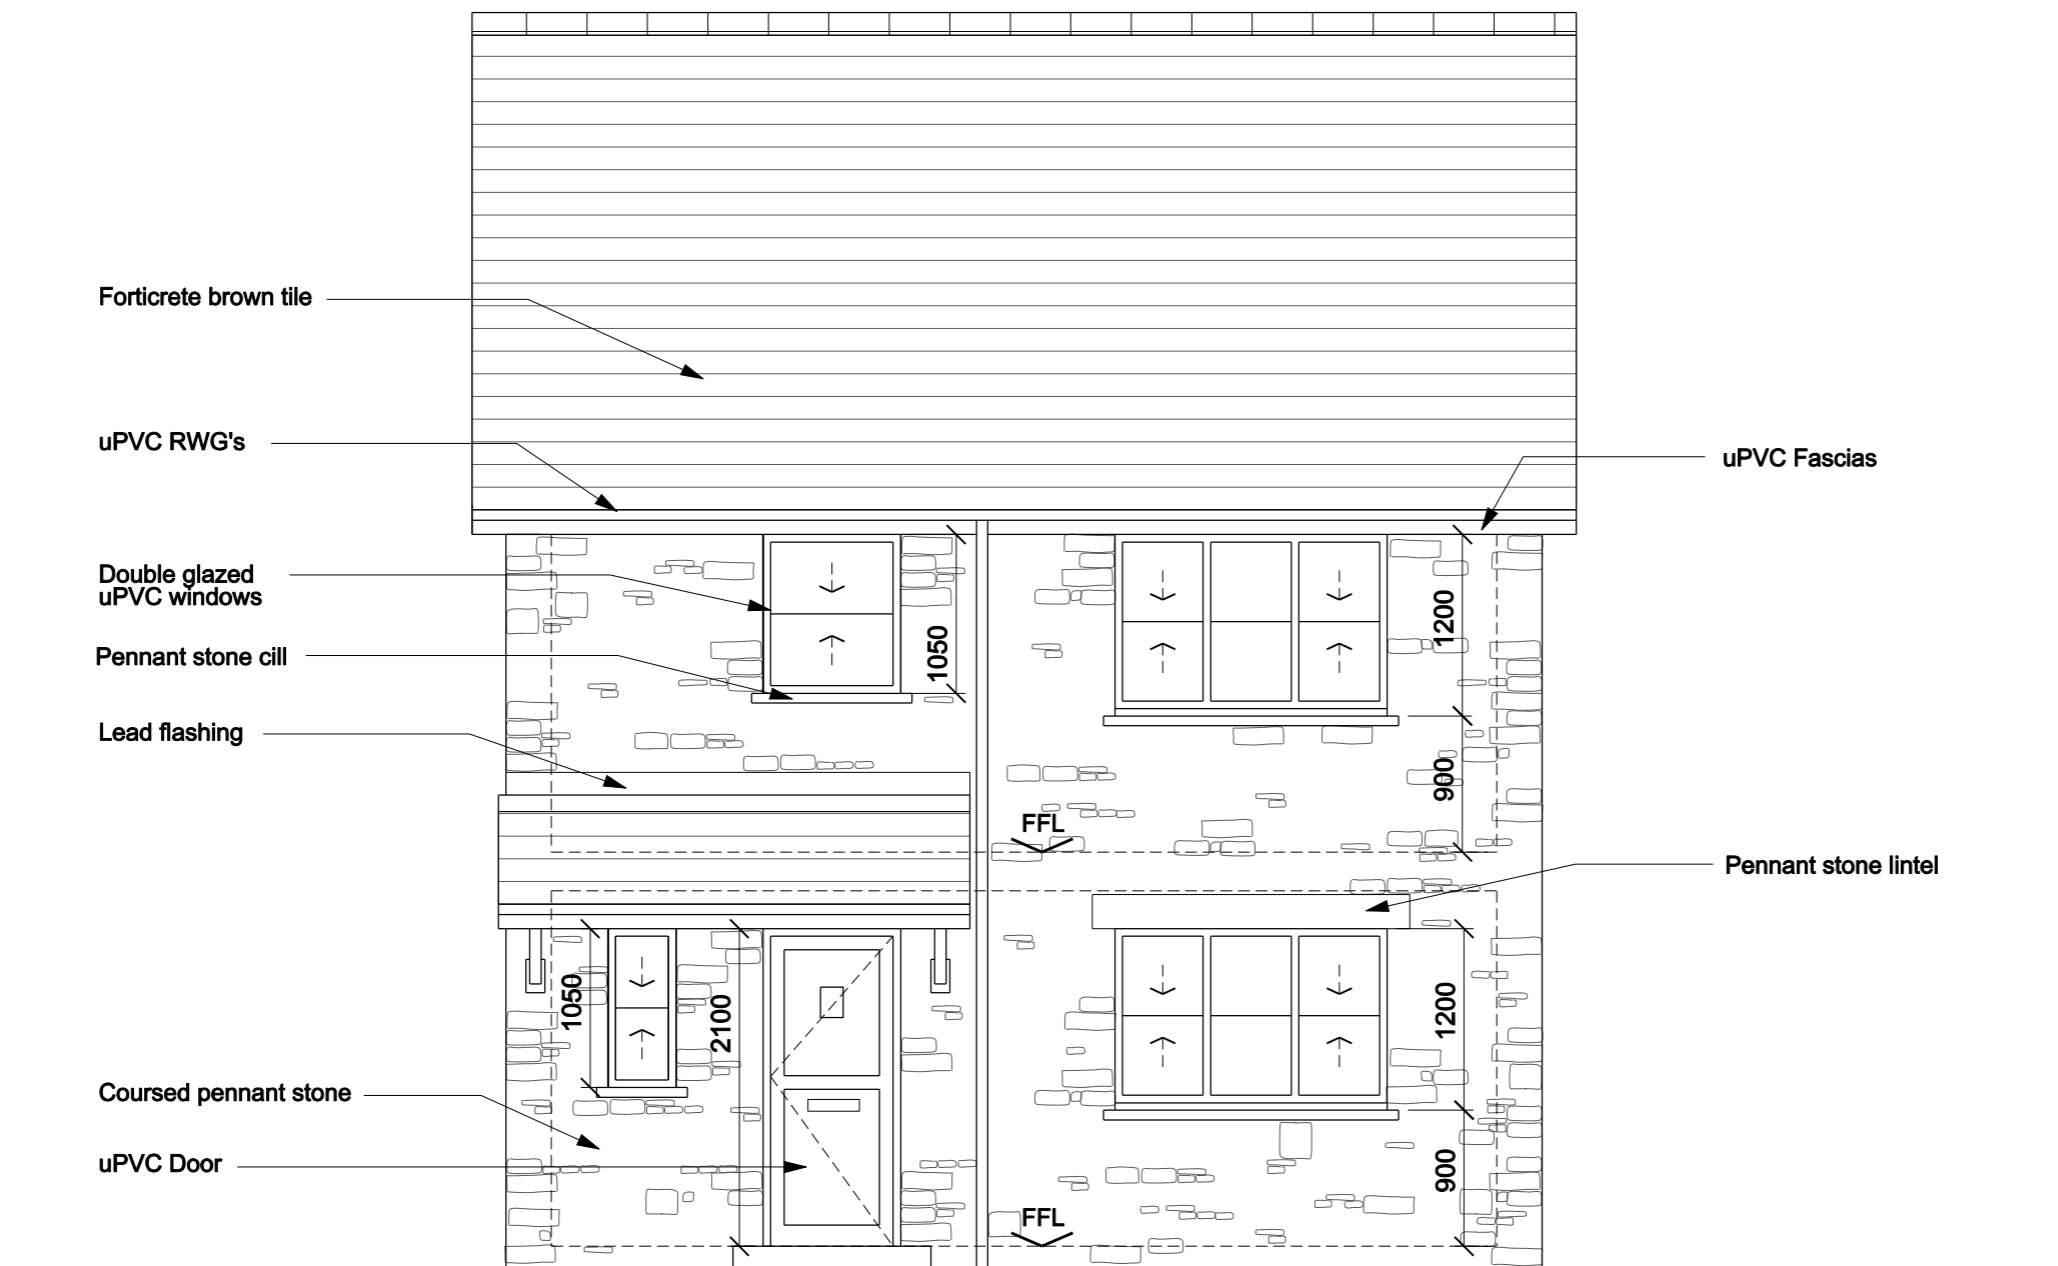 Forticrete brown tile
uPVC RWG's
uPVC Fascias
Double glazed
uPVC windows
Pennant stone cill
1050
1200
Lead flashing
900
FFL
Pennant stone lintel
1050
2100
1200
Coursed pennant stone
uPVC Door
900
FFL